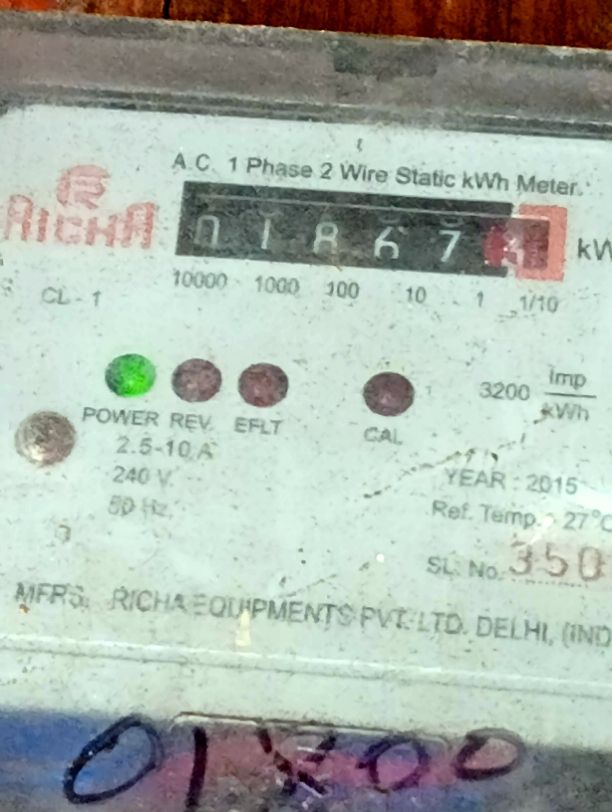 A.C. 1 Phase 2 Wire Static kWh Meter.
RICHA
0 1 8 6 7
10000 1000 100 10 1 1/10
CL - 1
3200 imp/kWh
POWER REV. EFLT CAL
2.5-10 A
240 V.
50 Hz.
YEAR : 2015
Ref. Temp. 27°C
SL. No. 350
MFRS. RICHA EQUIPMENTS PVT. LTD. DELHI, (IND